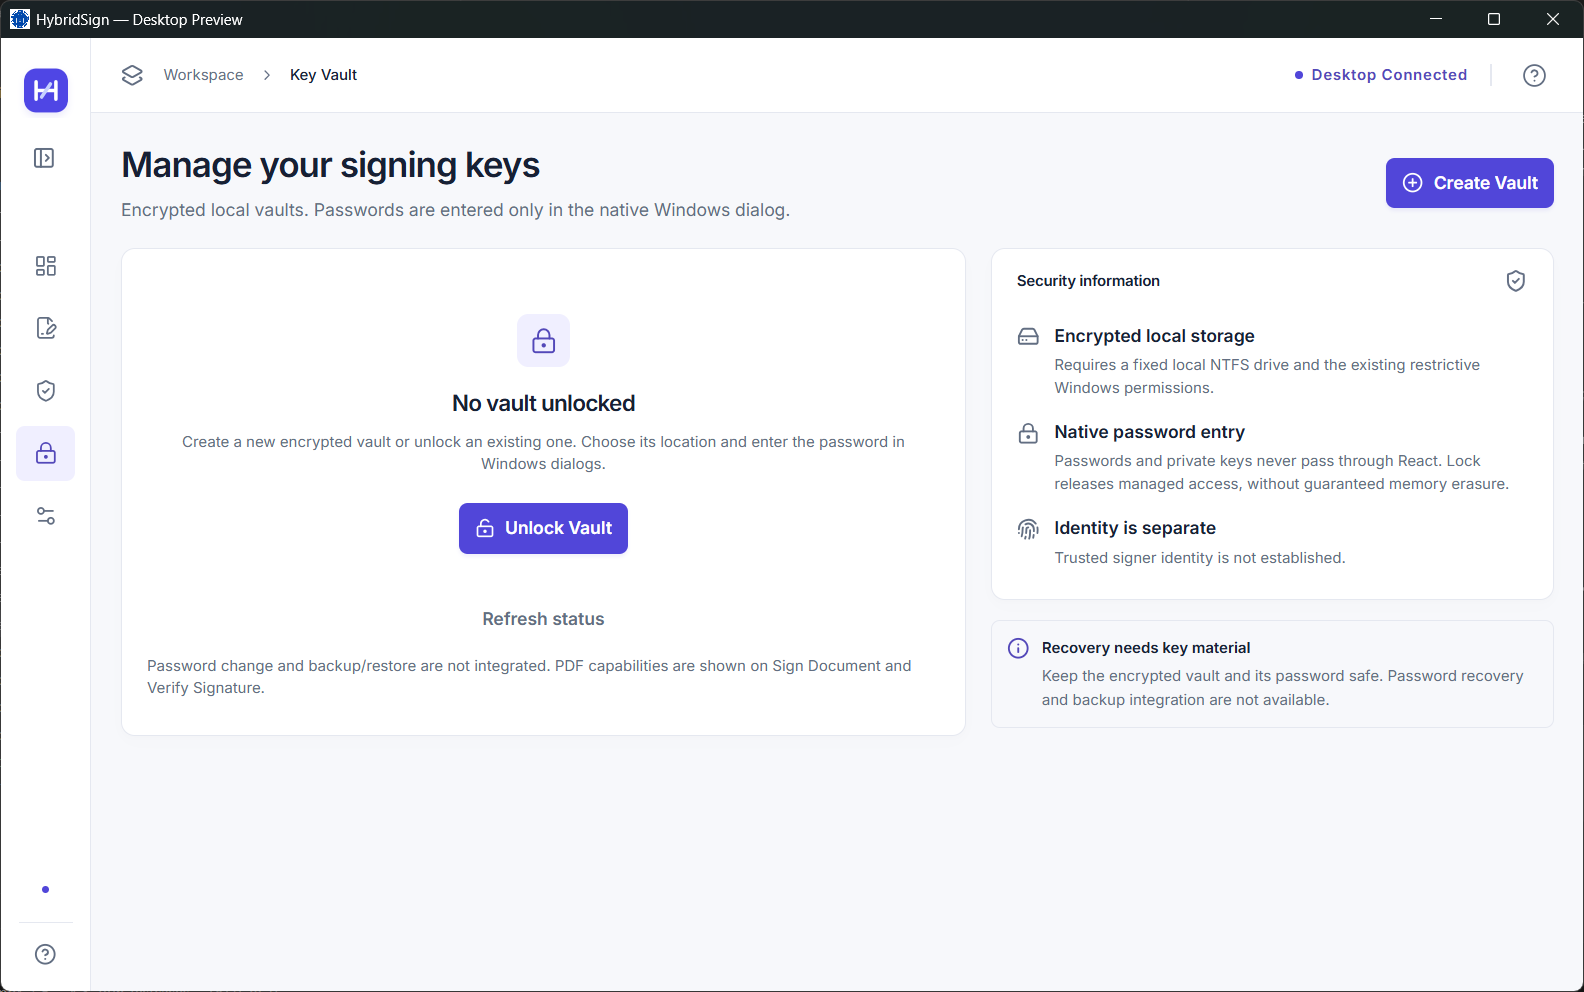 HybridSign — Desktop Preview
Workspace
Key Vault
Desktop Connected
Manage your signing keys
Encrypted local vaults. Passwords are entered only in the native Windows dialog.
Create Vault
No vault unlocked
Create a new encrypted vault or unlock an existing one. Choose its location and enter the password in
Windows dialogs.
Unlock Vault
Refresh status
Password change and backup/restore are not integrated. PDF capabilities are shown on Sign Document and
Verify Signature.
Security information
Encrypted local storage
Requires a fixed local NTFS drive and the existing restrictive
Windows permissions.
Native password entry
Passwords and private keys never pass through React. Lock
releases managed access, without guaranteed memory erasure.
Identity is separate
Trusted signer identity is not established.
Recovery needs key material
Keep the encrypted vault and its password safe. Password recovery
and backup integration are not available.